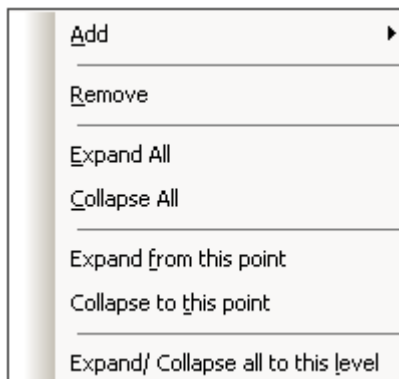 Add
Remove
Expand All
Collapse All
Expand from this point
Collapse to this point
Expand/ Collapse all to this level